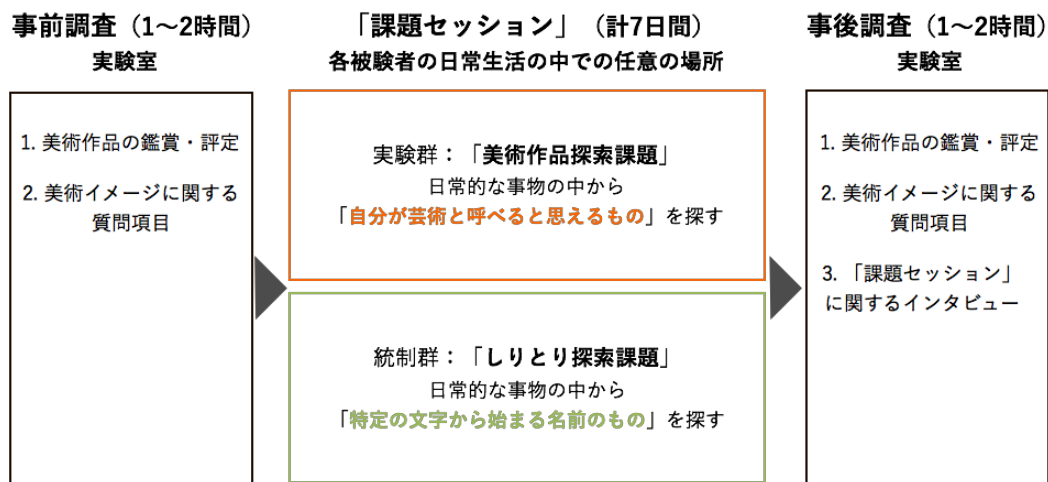 事前調査（1〜2時間）
実験室
1. 美術作品の鑑賞・評定
2. 美術イメージに関する
質問項目
「課題セッション」（計7日間）
各被験者の日常生活の中での任意の場所
実験群：「美術作品探索課題」
日常的な事物の中から
「自分が芸術と呼べると思えるもの」を探す
統制群：「しりとり探索課題」
日常的な事物の中から
「特定の文字から始まる名前のもの」を探す
事後調査（1〜2時間）
実験室
1. 美術作品の鑑賞・評定
2. 美術イメージに関する
質問項目
3. 「課題セッション」
に関するインタビュー